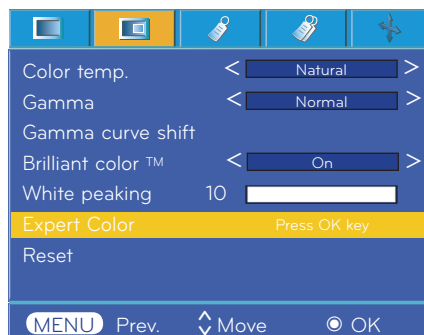 Color temp. < Natural >
Gamma < Normal >
Gamma curve shift
Brilliant color ™ < On >
White peaking 10
Expert Color Press OK key
Reset
MENU Prev. Move OK